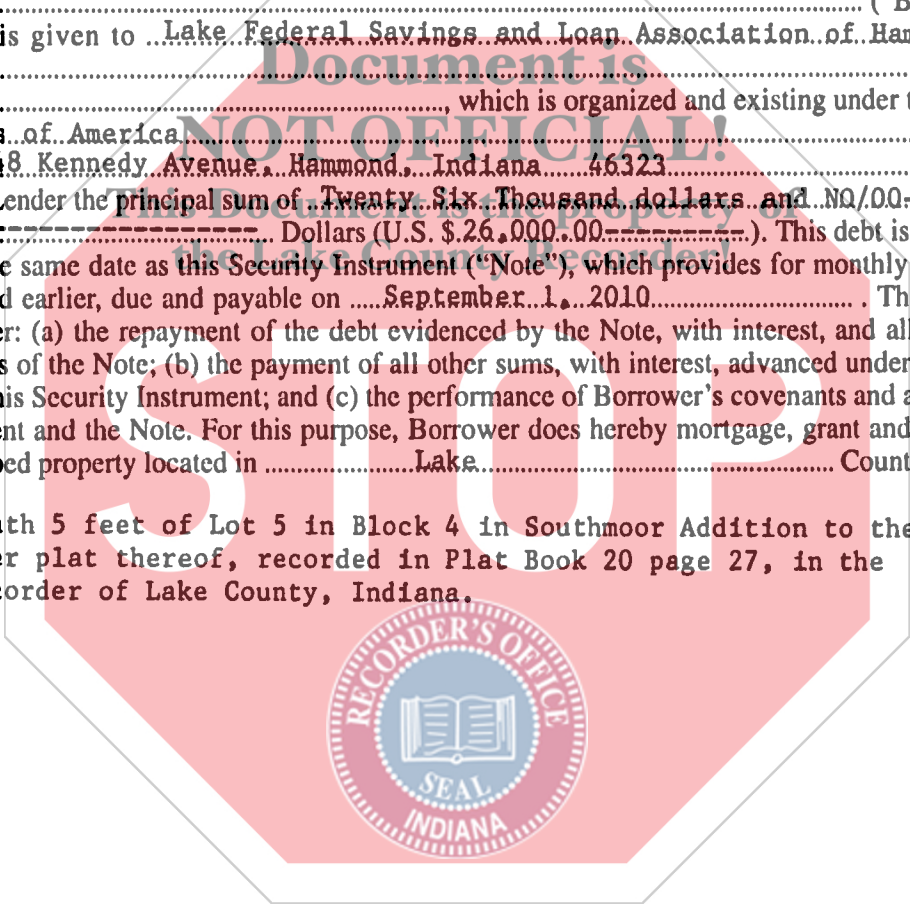 ("B
is given to Lake Federal Savings and Loan Association of Ham
Document is
, which is organized and existing under t
s of America
NOT OFFICIAL!
8 Kennedy Avenue, Hammond, Indiana 46323
ender the principal sum of Twenty Six Thousand dollars and NO/00-
This Document is the property of
Dollars (U.S. $ 26,000.00---------). This debt is
the Lake County Recorder!
e same date as this Security Instrument (“Note”), which provides for monthly
d earlier, due and payable on September 1, 2010 . Th
er: (a) the repayment of the debt evidenced by the Note, with interest, and all
s of the Note; (b) the payment of all other sums, with interest, advanced under
his Security Instrument; and (c) the performance of Borrower's covenants and a
ent and the Note. For this purpose, Borrower does hereby mortgage, grant and
bed property located in Lake Count
STOP
th 5 feet of Lot 5 in Block 4 in Southmoor Addition to the
er plat thereof, recorded in Plat Book 20 page 27, in the
corder of Lake County, Indiana.
RECORDER'S OFFICE
SEAL
INDIANA